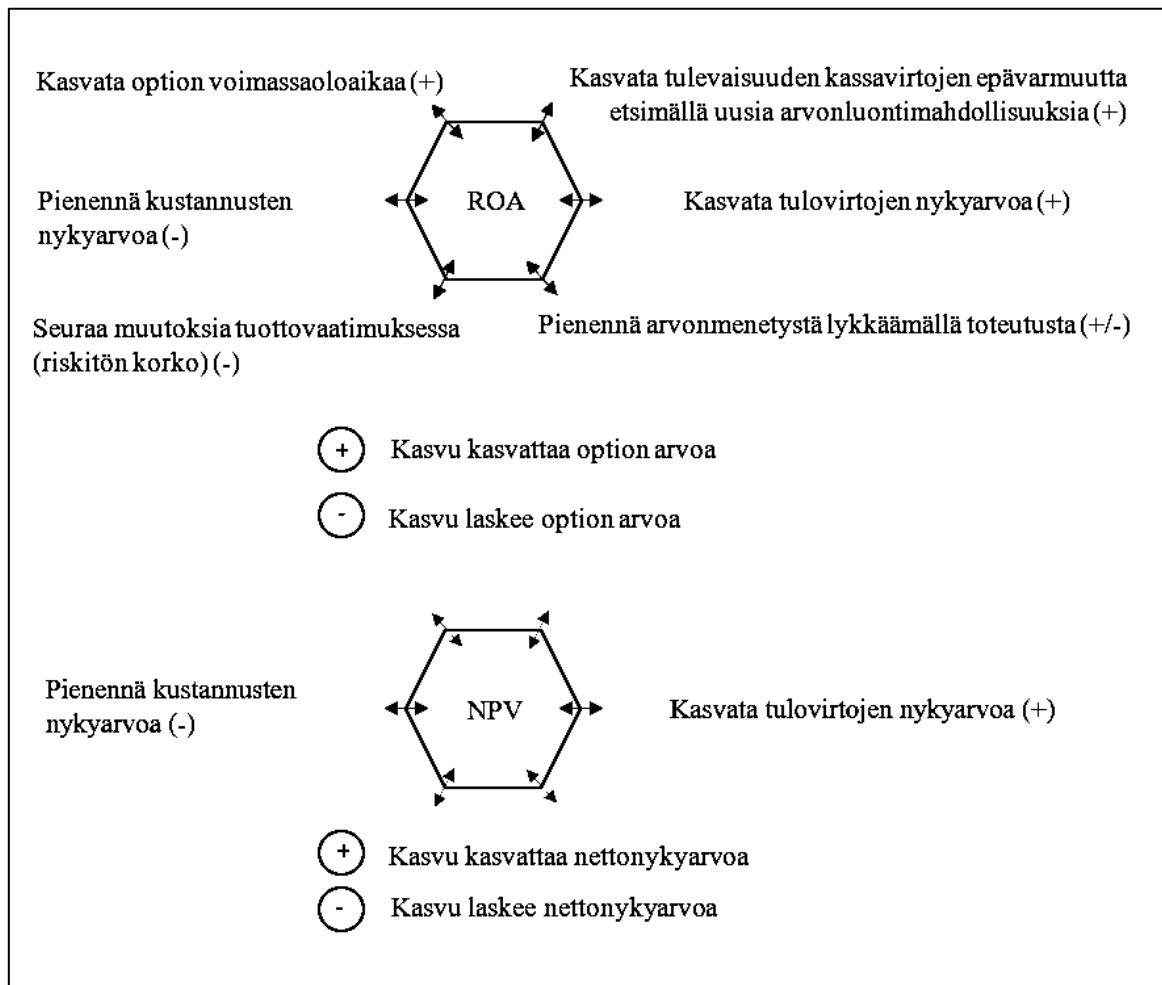 Kasvata option voimassaoloaikaa (+)
Kasvata tulevaisuuden kassavirtojen epävarmuutta
etsimällä uusia arvonluontimahdollisuuksia (+)
Pienennä kustannusten
nykyarvoa (-)
ROA
Kasvata tulovirtojen nykyarvoa (+)
Seuraa muutoksia tuottovaatimuksessa
(riskitön korko) (-)
Pienennä arvonmenetystä lykkäämällä toteutusta (+/-)
+ Kasvu kasvattaa option arvoa
- Kasvu laskee option arvoa
Pienennä kustannusten
nykyarvoa (-)
NPV
Kasvata tulovirtojen nykyarvoa (+)
+ Kasvu kasvattaa nettonykyarvoa
- Kasvu laskee nettonykyarvoa